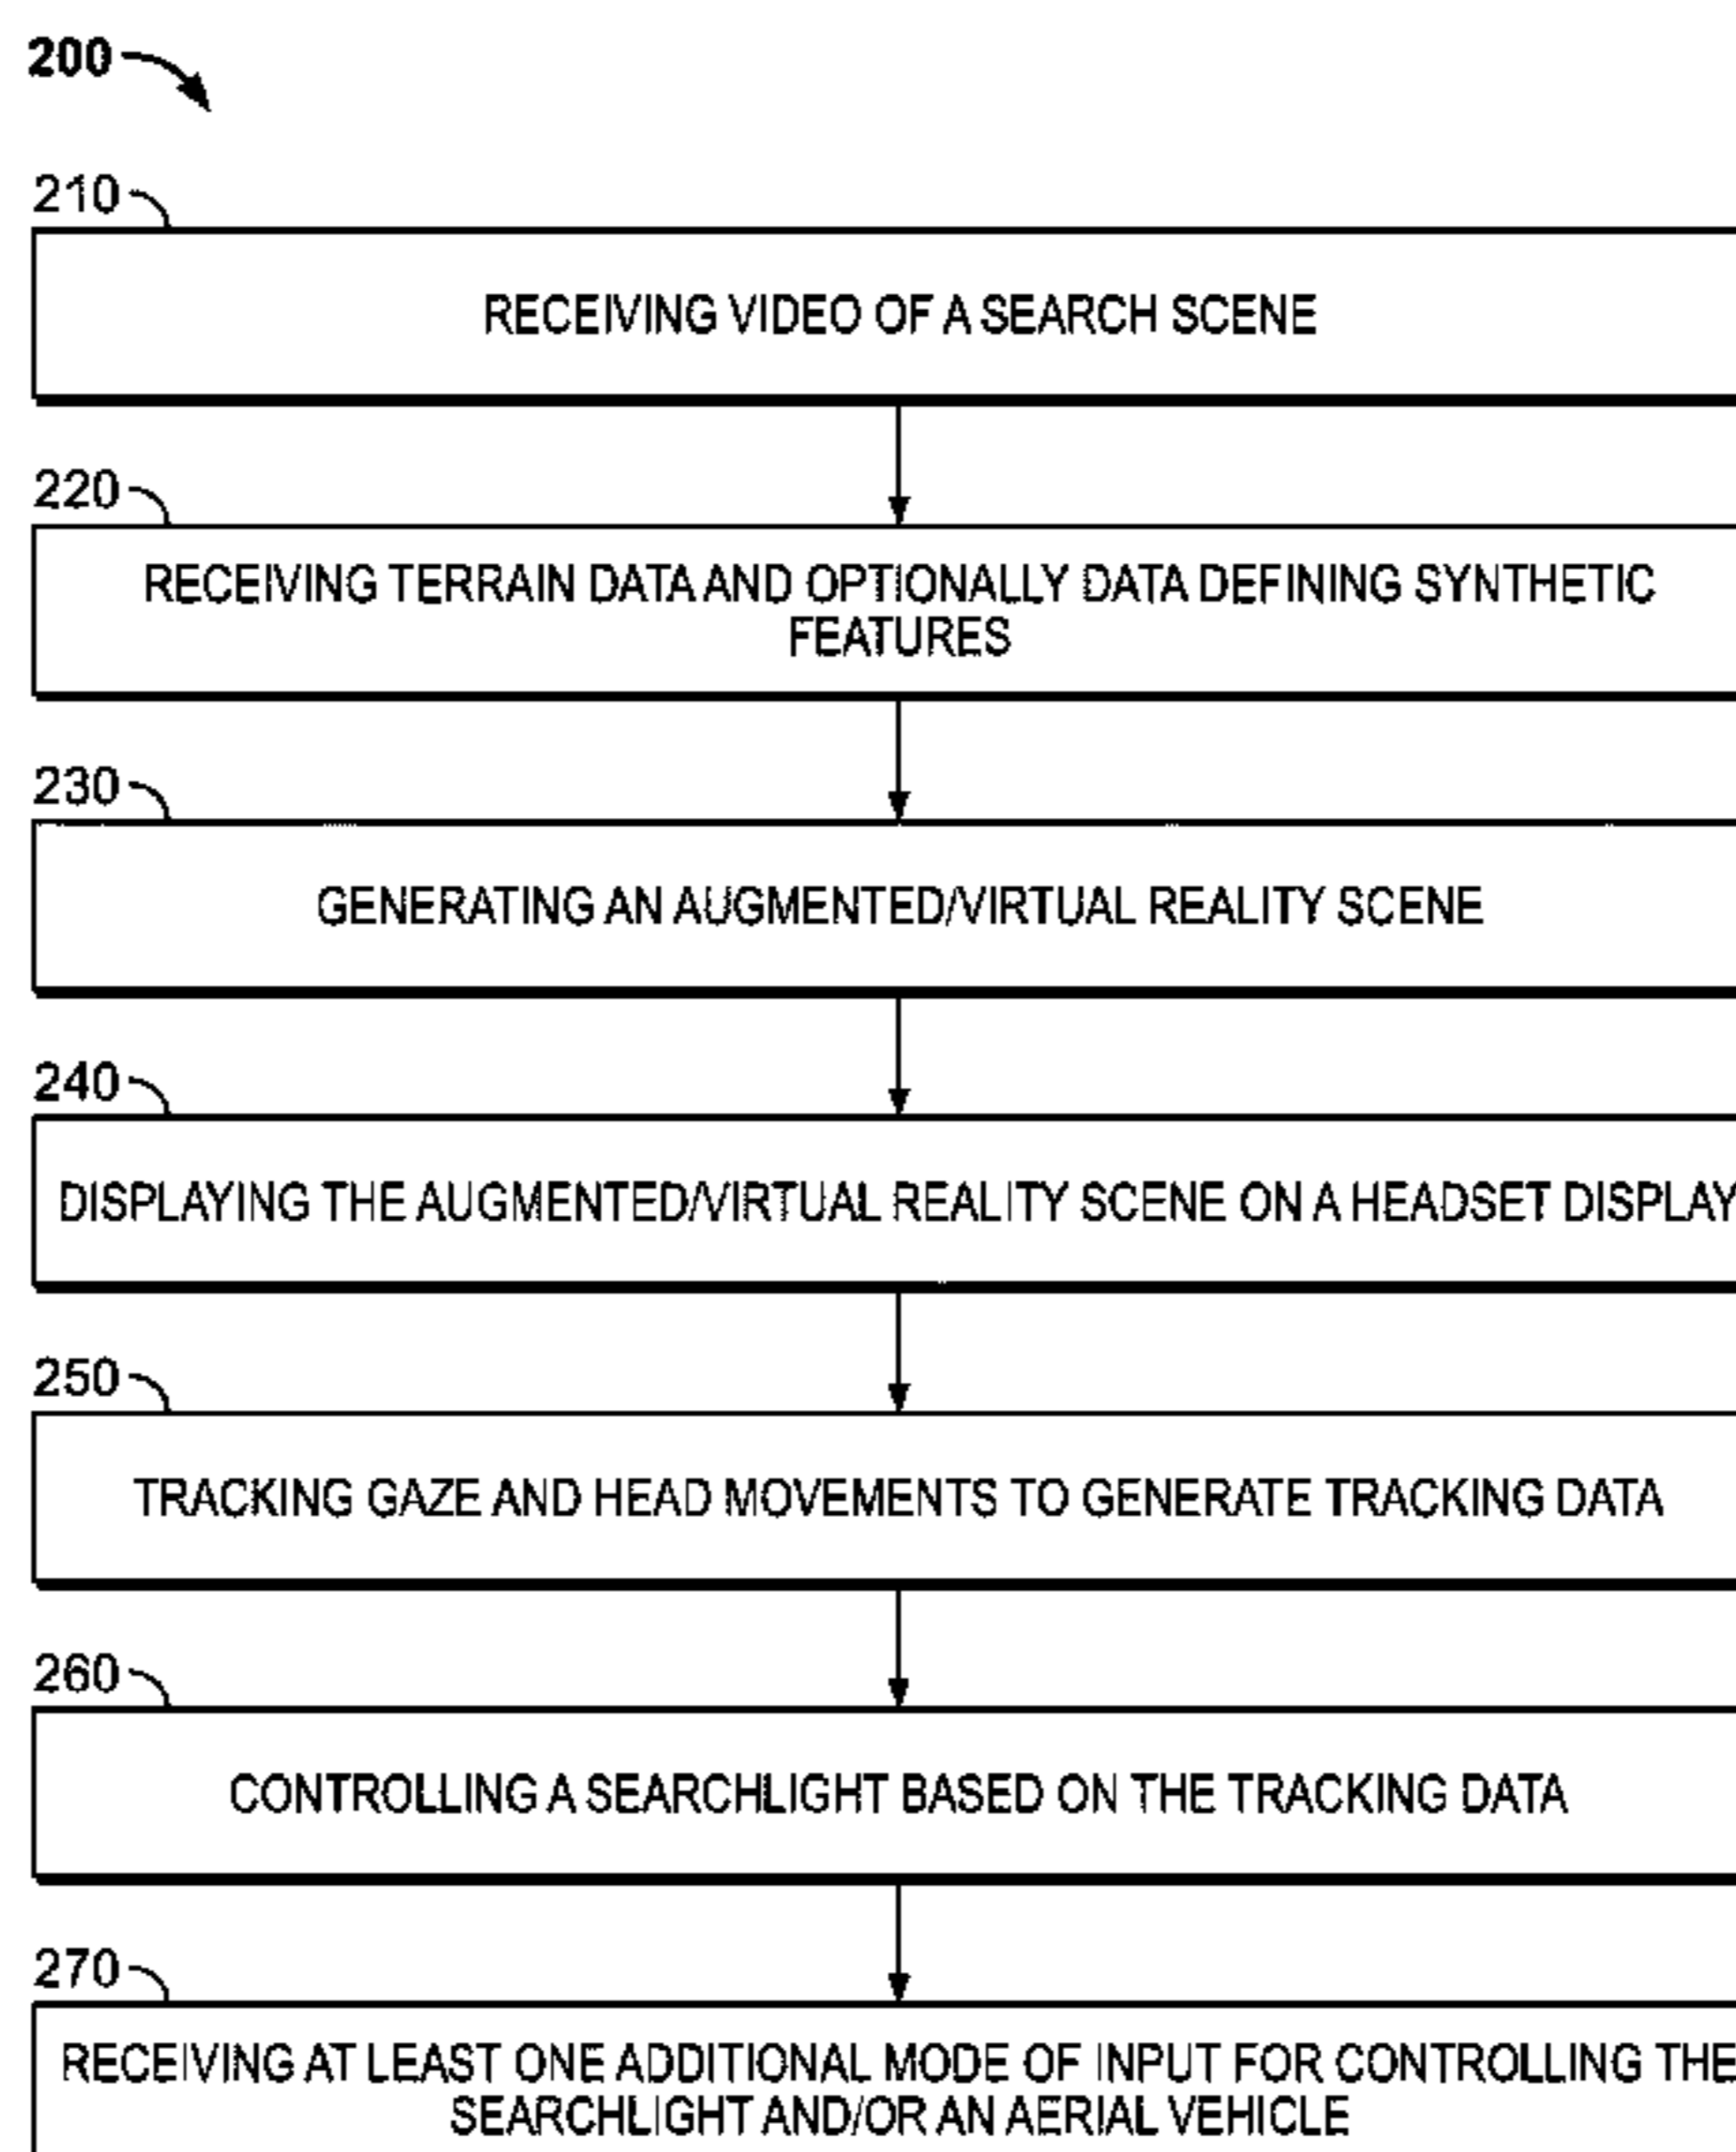 200
210
RECEIVING VIDEO OF A SEARCH SCENE
220
RECEIVING TERRAIN DATA AND OPTIONALLY DATA DEFINING SYNTHETIC
FEATURES
230
GENERATING AN AUGMENTED/VIRTUAL REALITY SCENE
240
DISPLAYING THE AUGMENTED/VIRTUAL REALITY SCENE ON A HEADSET DISPLAY
250
TRACKING GAZE AND HEAD MOVEMENTS TO GENERATE TRACKING DATA
260
CONTROLLING A SEARCHLIGHT BASED ON THE TRACKING DATA
270
RECEIVING AT LEAST ONE ADDITIONAL MODE OF INPUT FOR CONTROLLING THE
SEARCHLIGHT AND/OR AN AERIAL VEHICLE